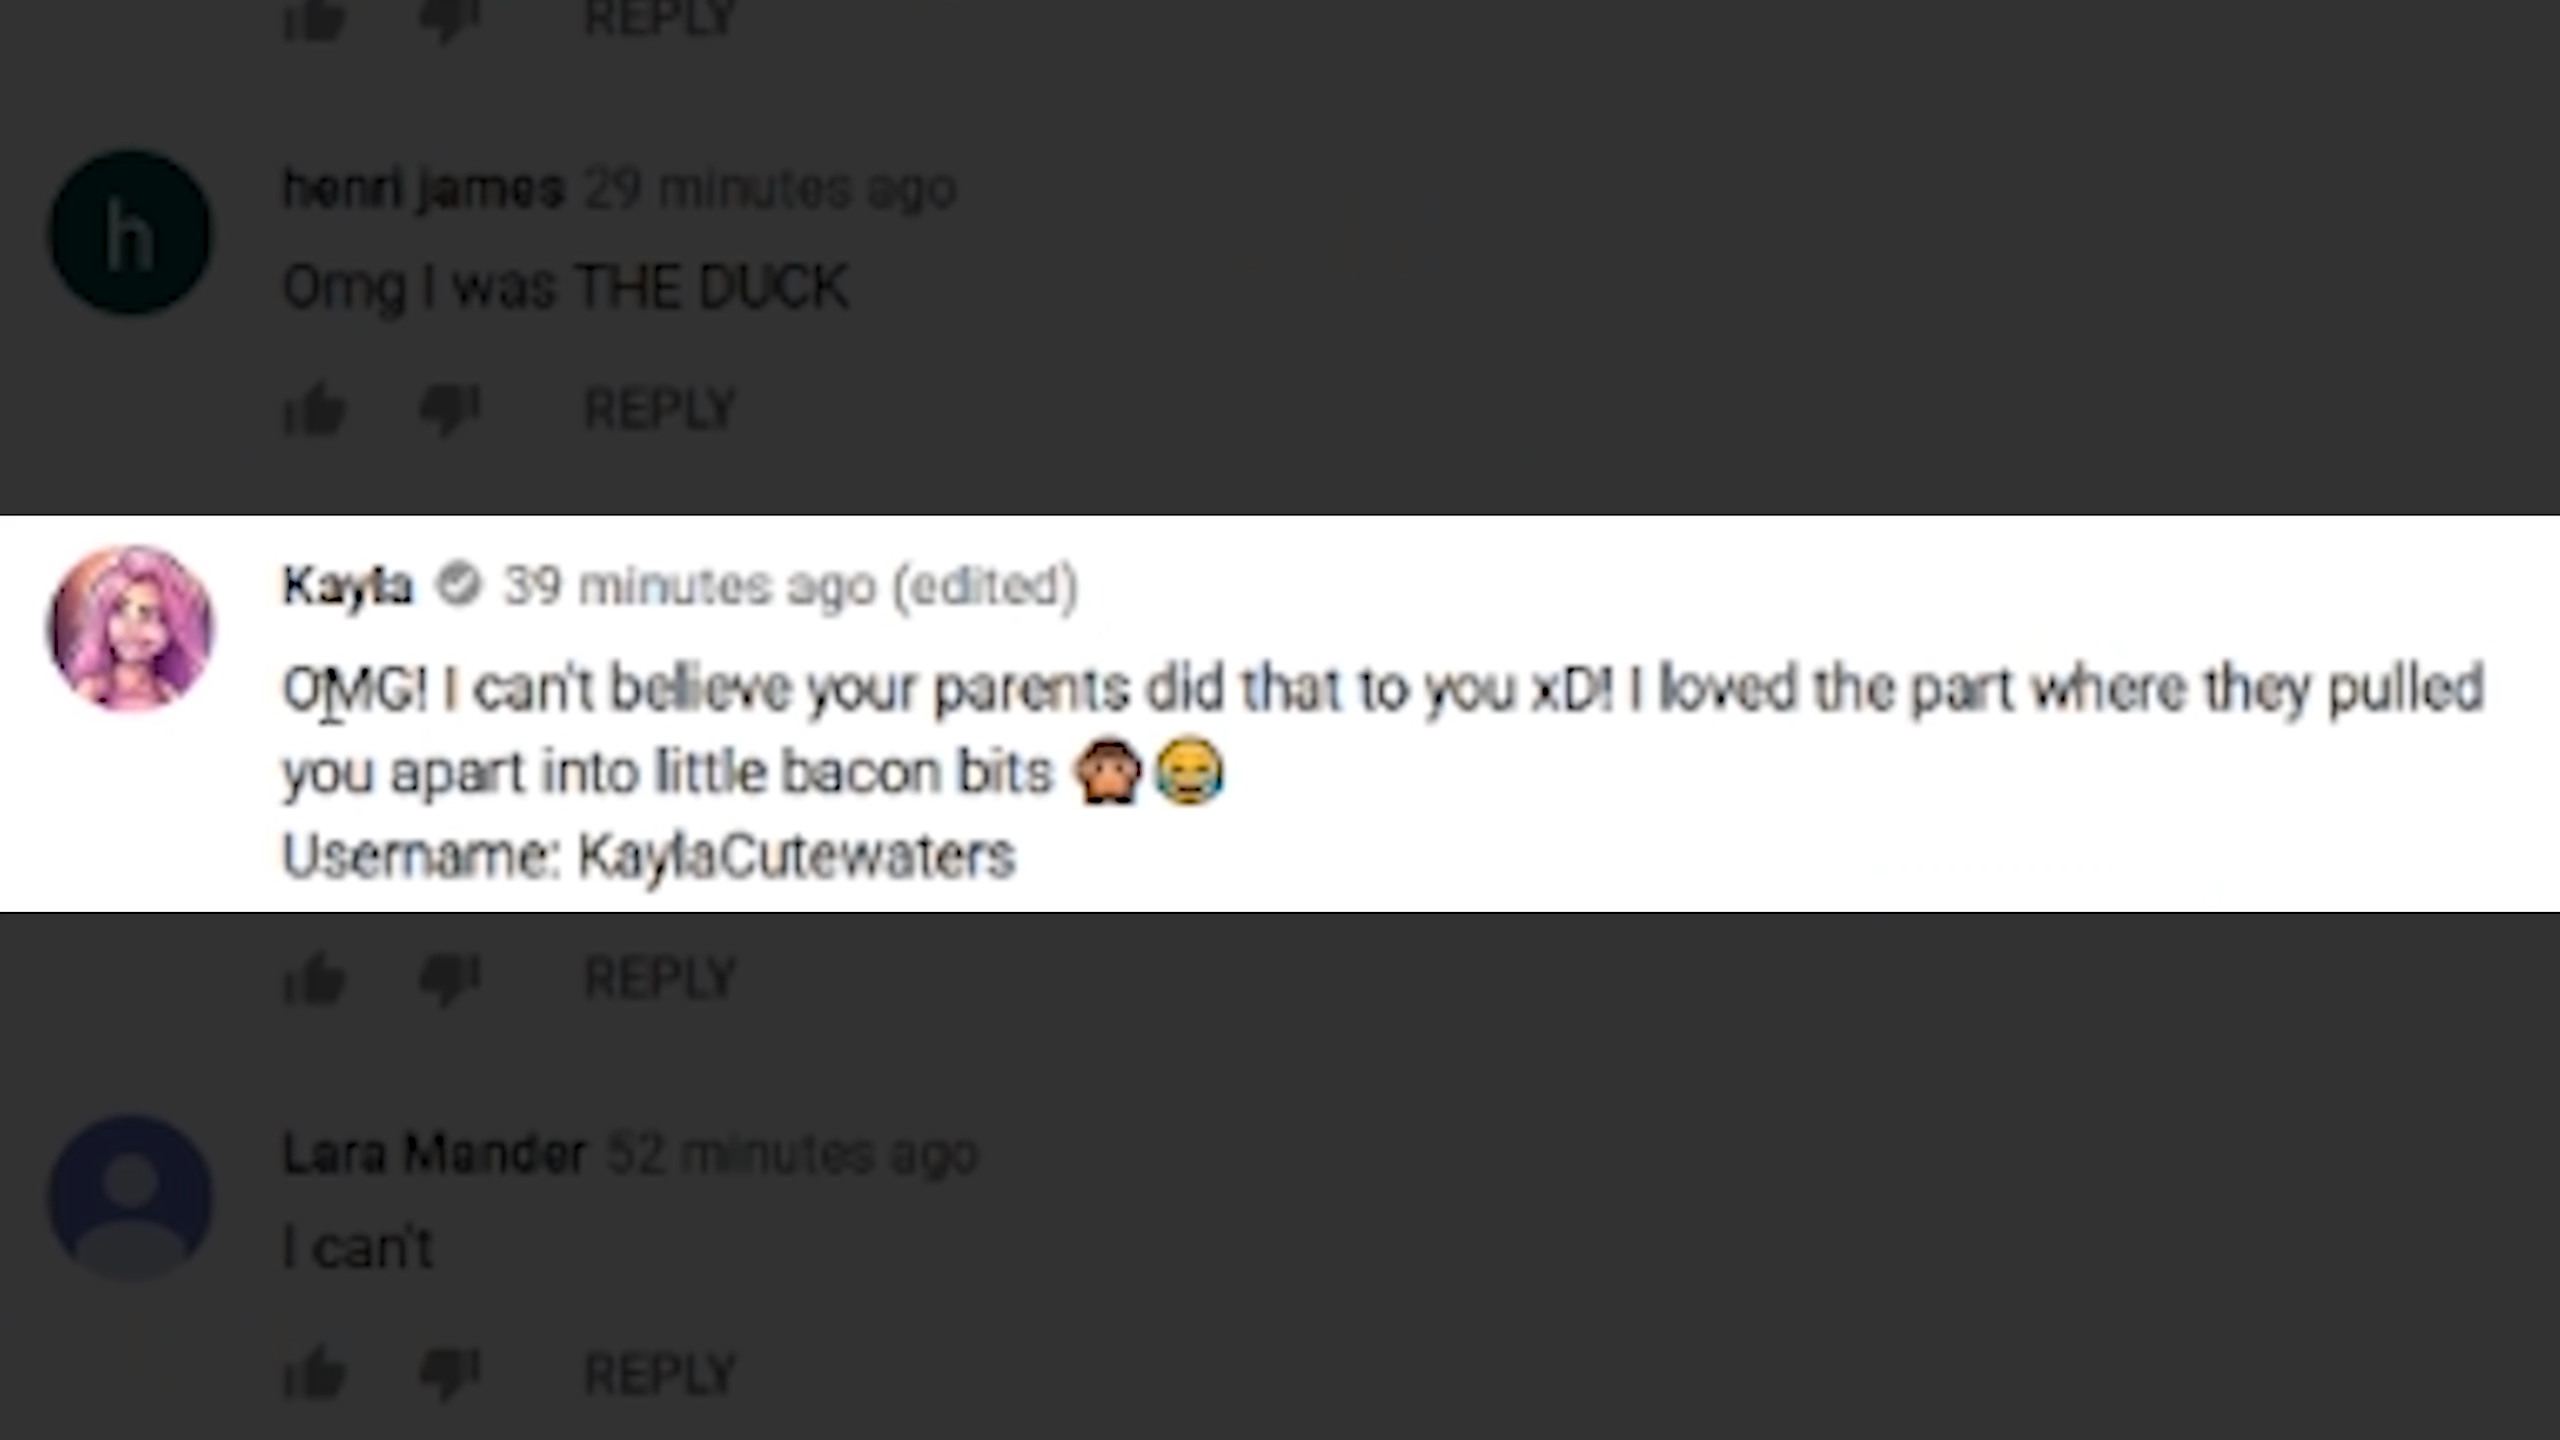 REPLY
henri james 29 minutes ago
Omg I was THE DUCK
REPLY
Kayla 39 minutes ago (edited)
OMG! I can't believe your parents did that to you xD! I loved the part where they pulled
you apart into little bacon bits 🙈😂
Username: KaylaCutewaters
REPLY
Lara Mander 52 minutes ago
I can't
REPLY